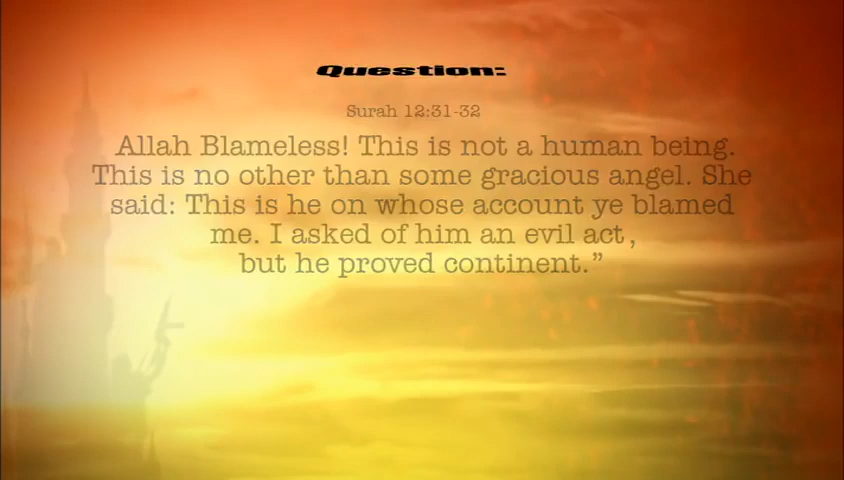 Question:
Surah 12:31-32
Allah Blameless! This is not a human being.
This is no other than some gracious angel. She
said: This is he on whose account ye blamed
me. I asked of him an evil act,
but he proved continent.”